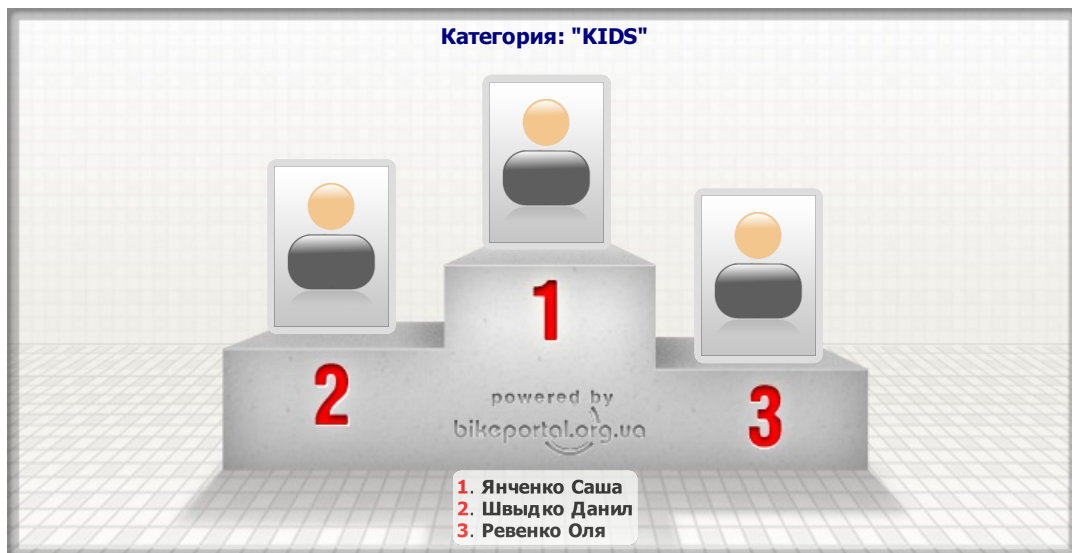 Категория: "KIDS"
1
2
3
powered by
bikeportal.org.ua
1. Янченко Саша
2. Швыдко Данил
3. Ревенко Оля